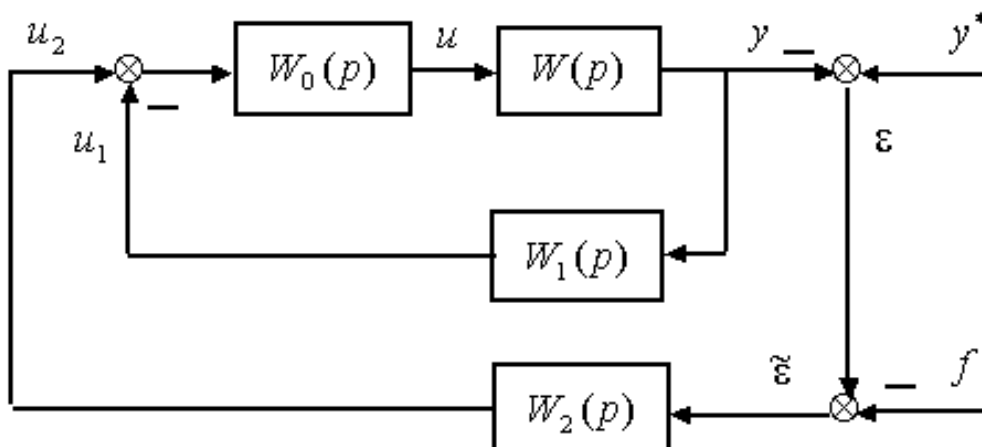 u₂ W₀(p) u W(p) y − y*
−
u₁ ε
W₁(p)
ε̃ − f
W₂(p)